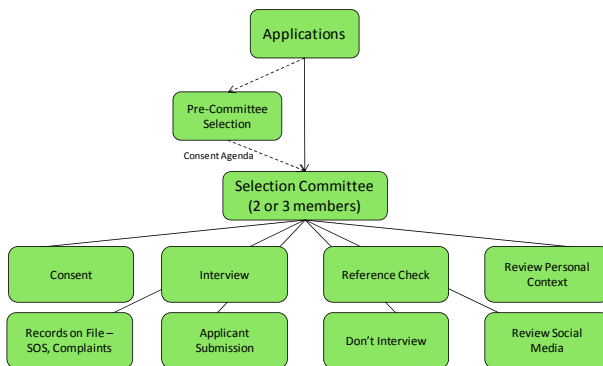 Applications
Pre-Committee
Selection
Consent Agenda
Selection Committee
(2 or 3 members)
Consent
Interview
Reference Check
Review Personal
Context
Records on File –
SOS, Complaints
Applicant
Submission
Don't Interview
Review Social
Media